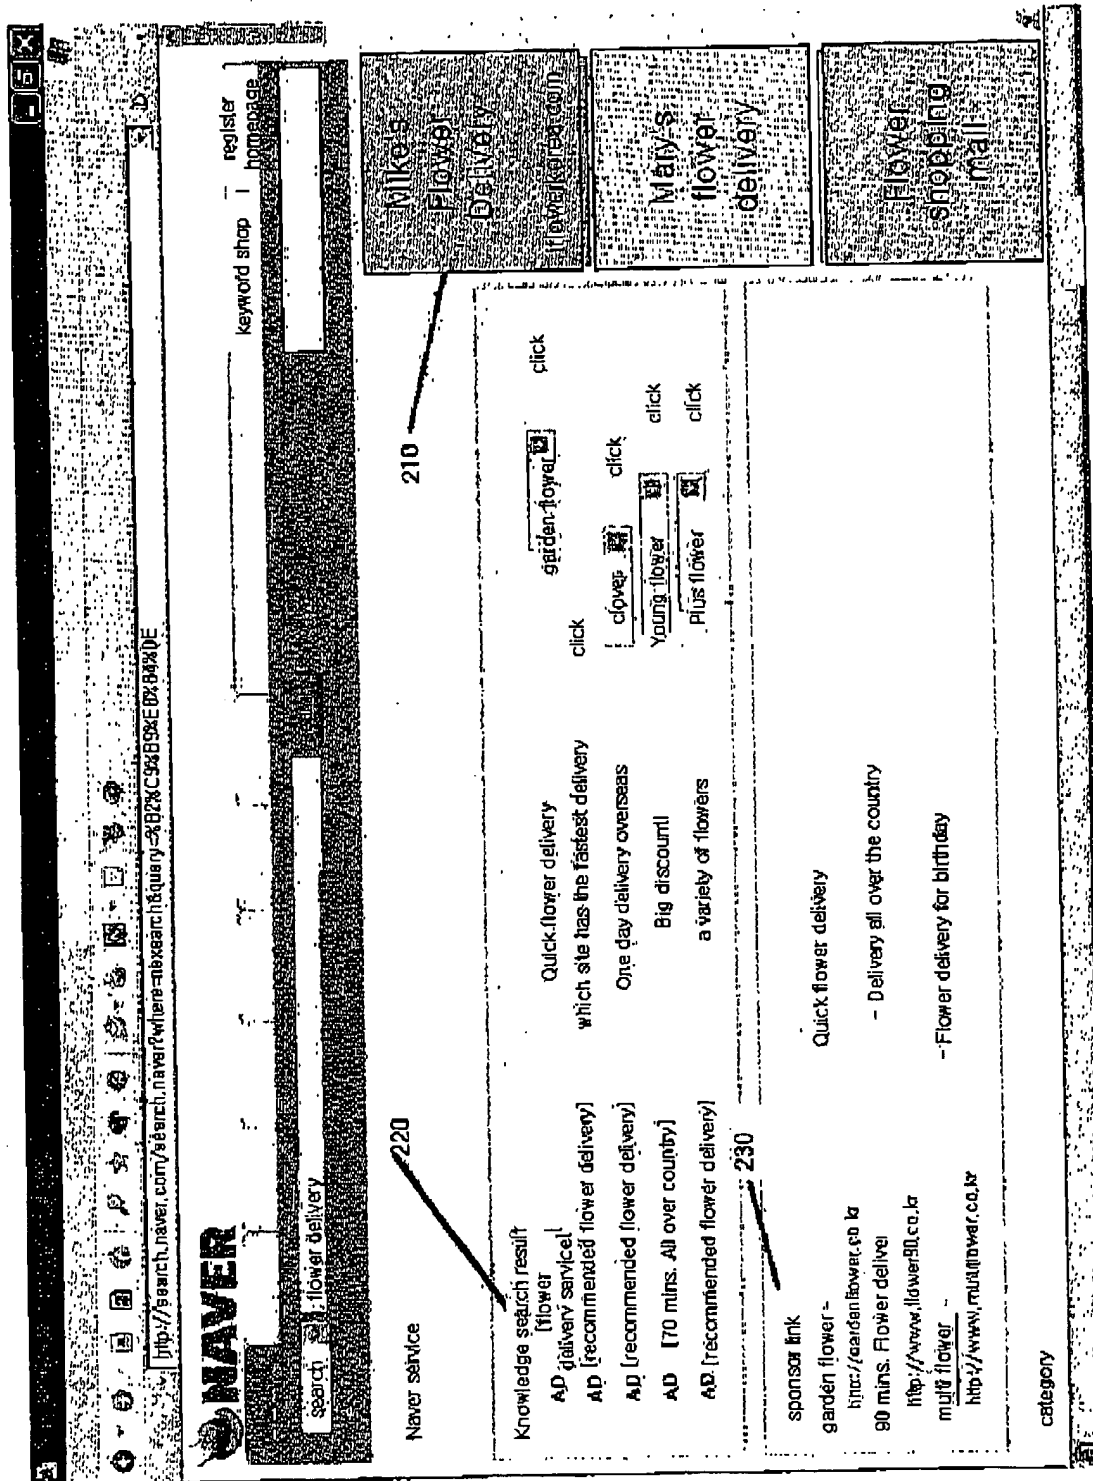 http://search.naver.com/search.naver?where=nexearch&query=%B2%C9%B9%E8%B4%DE
NAVER
keyword shop | register
homepage
search flower delivery
Naver service
220
210
Knowledge search result
AD [flower delivery service] Quick flower delivery garden flower click
AD [recommended flower delivery] which site has the fastest delivery click
AD [recommended flower delivery] One day delivery overseas clover click
AD [70 mins. All over country] Big discount!! Young flower click
AD [recommended flower delivery] a variety of flowers Plus flower click
230
sponsor link
garden flower - Quick flower delivery
http://gardenflower.co.kr
90 mins. Flower deliver - Delivery all over the country
http://www.flower90.co.kr
multi flower - - Flower delivery for birthday
http://www.multiflower.co.kr
category
Mike's
Flower
Delivery
iflowerkorea.com
Mary's
flower
delivery
Flower
shopping
mall